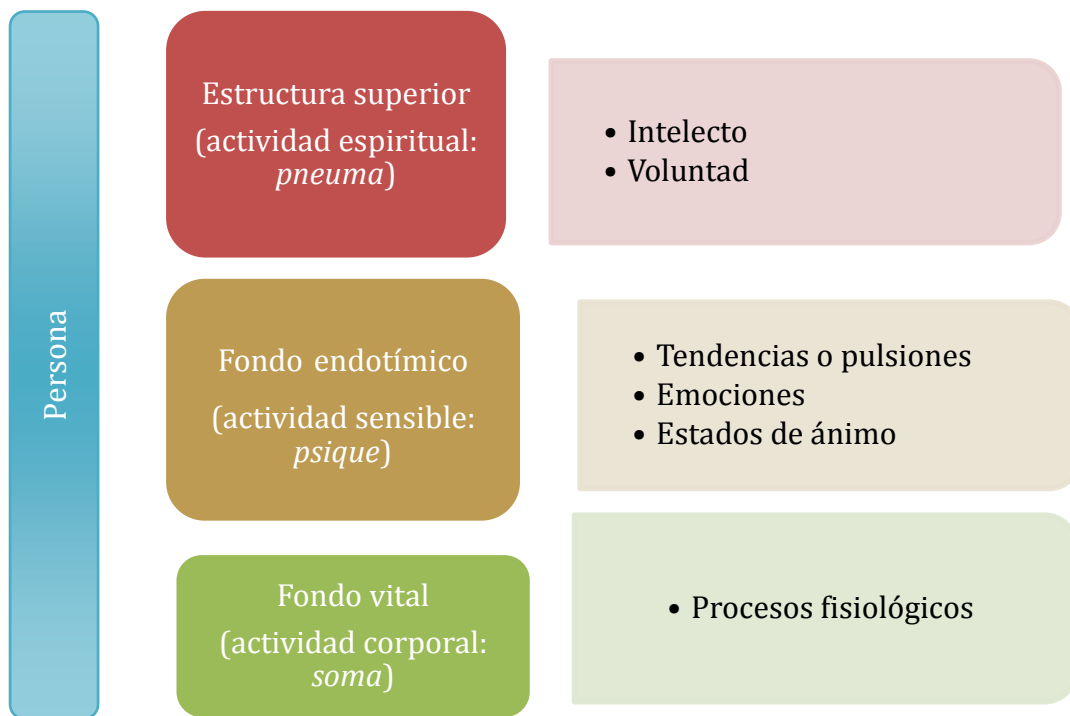 Persona
Estructura superior
(actividad espiritual:
pneuma)
• Intelecto
• Voluntad
Fondo endotímico
(actividad sensible:
psique)
• Tendencias o pulsiones
• Emociones
• Estados de ánimo
Fondo vital
(actividad corporal:
soma)
• Procesos fisiológicos